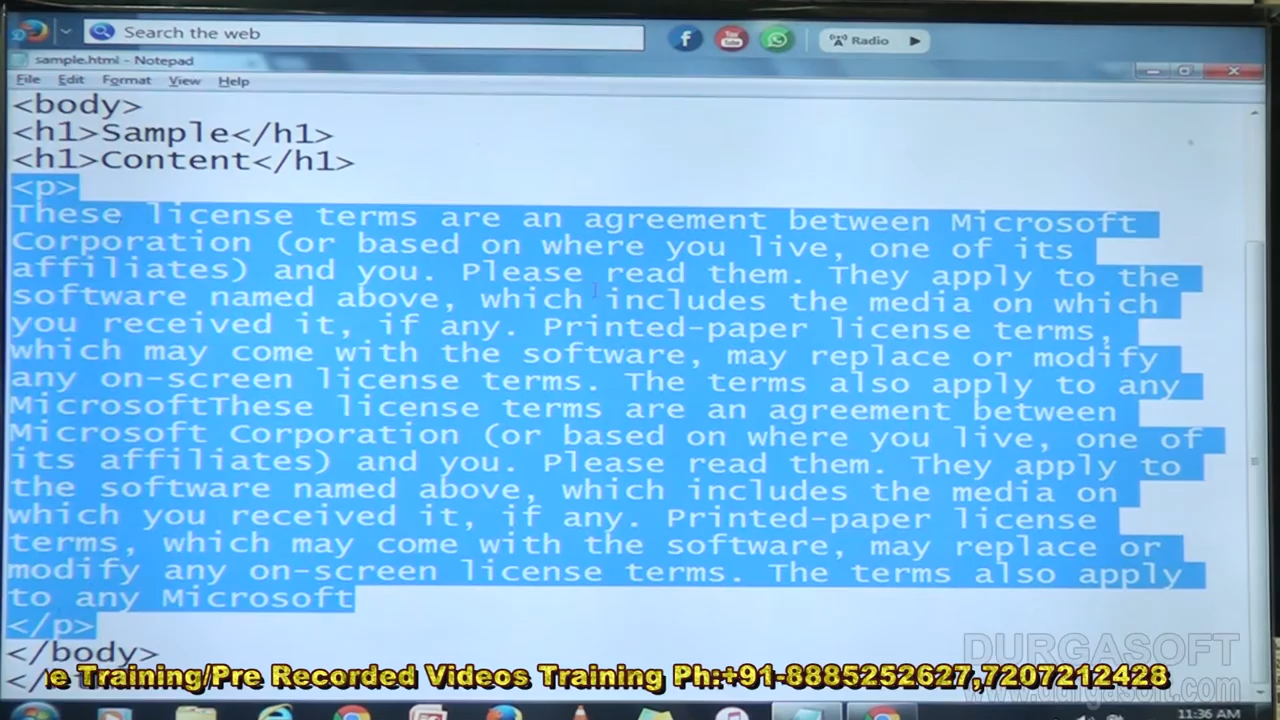 Search the web
Radio
sample.html - Notepad
File Edit Format View Help
<body>
<h1>Sample</h1>
<h1>Content</h1>
<p>
These license terms are an agreement between Microsoft
Corporation (or based on where you live, one of its
affiliates) and you. Please read them. They apply to the
software named above, which includes the media on which
you received it, if any. Printed-paper license terms,
which may come with the software, may replace or modify
any on-screen license terms. The terms also apply to any
MicrosoftThese license terms are an agreement between
Microsoft Corporation (or based on where you live, one of
its affiliates) and you. Please read them. They apply to
the software named above, which includes the media on
which you received it, if any. Printed-paper license
terms, which may come with the software, may replace or
modify any on-screen license terms. The terms also apply
to any Microsoft
</p>
</body>
DURGASOFT
e Training/Pre Recorded Videos Training Ph:+91-8885252627,7207212428
www.durgasoft.com
11:36 AM